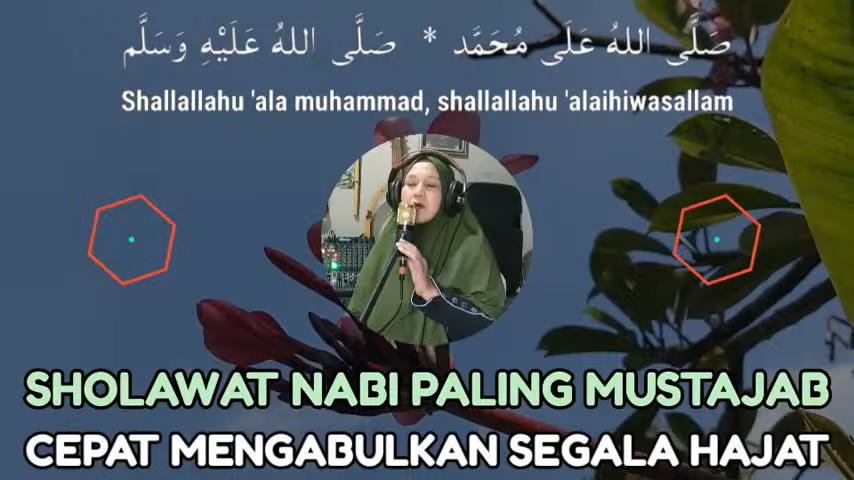 صَلَّى اللهُ عَلَى مُحَمَّد * صَلَّى اللهُ عَلَيْهِ وَسَلَّم
Shallallahu 'ala muhammad, shallallahu 'alaihiwasallam
SHOLAWAT NABI PALING MUSTAJAB
CEPAT MENGABULKAN SEGALA HAJAT